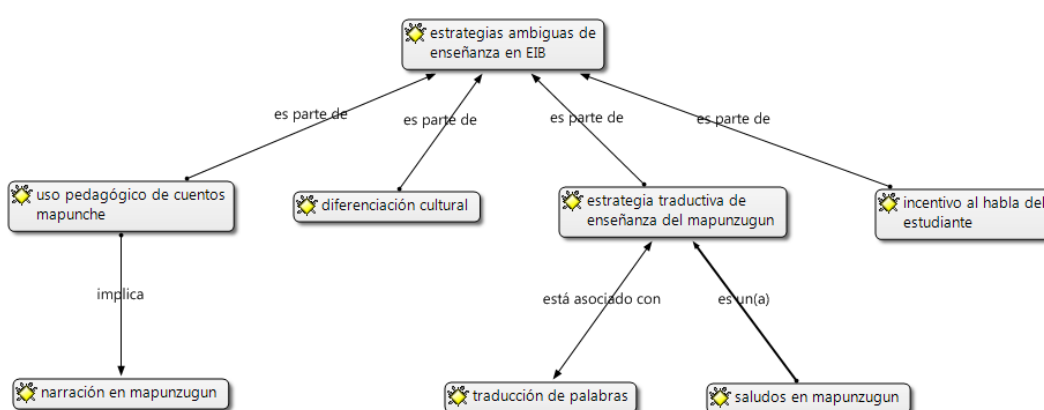 estrategias ambiguas de
enseñanza en EIB
es parte de
es parte de
es parte de
es parte de
uso pedagógico de cuentos
mapunche
diferenciación cultural
estrategia traductiva de
enseñanza del mapunzugun
incentivo al habla del
estudiante
implica
está asociado con
es un(a)
narración en mapunzugun
traducción de palabras
saludos en mapunzugun